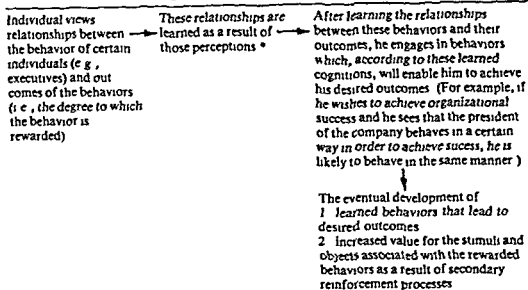 Individual views
relationships between
the behavior of certain
individuals (e g ,
executives) and out
comes of the behaviors
(i e , the degree to which
the behavior is
rewarded)
These relationships are
learned as a result of
those perceptions *
After learning the relationships
between these behaviors and their
outcomes, he engages in behaviors
which, according to these learned
cognitions, will enable him to achieve
his desired outcomes (For example, if
he wishes to achieve organizational
success and he sees that the president
of the company behaves in a certain
way in order to achieve sucess, he is
likely to behave in the same manner )
The eventual development of
1 learned behaviors that lead to
desired outcomes
2 Increased value for the stimuli and
objects associated with the rewarded
behaviors as a result of secondary
reinforcement processes